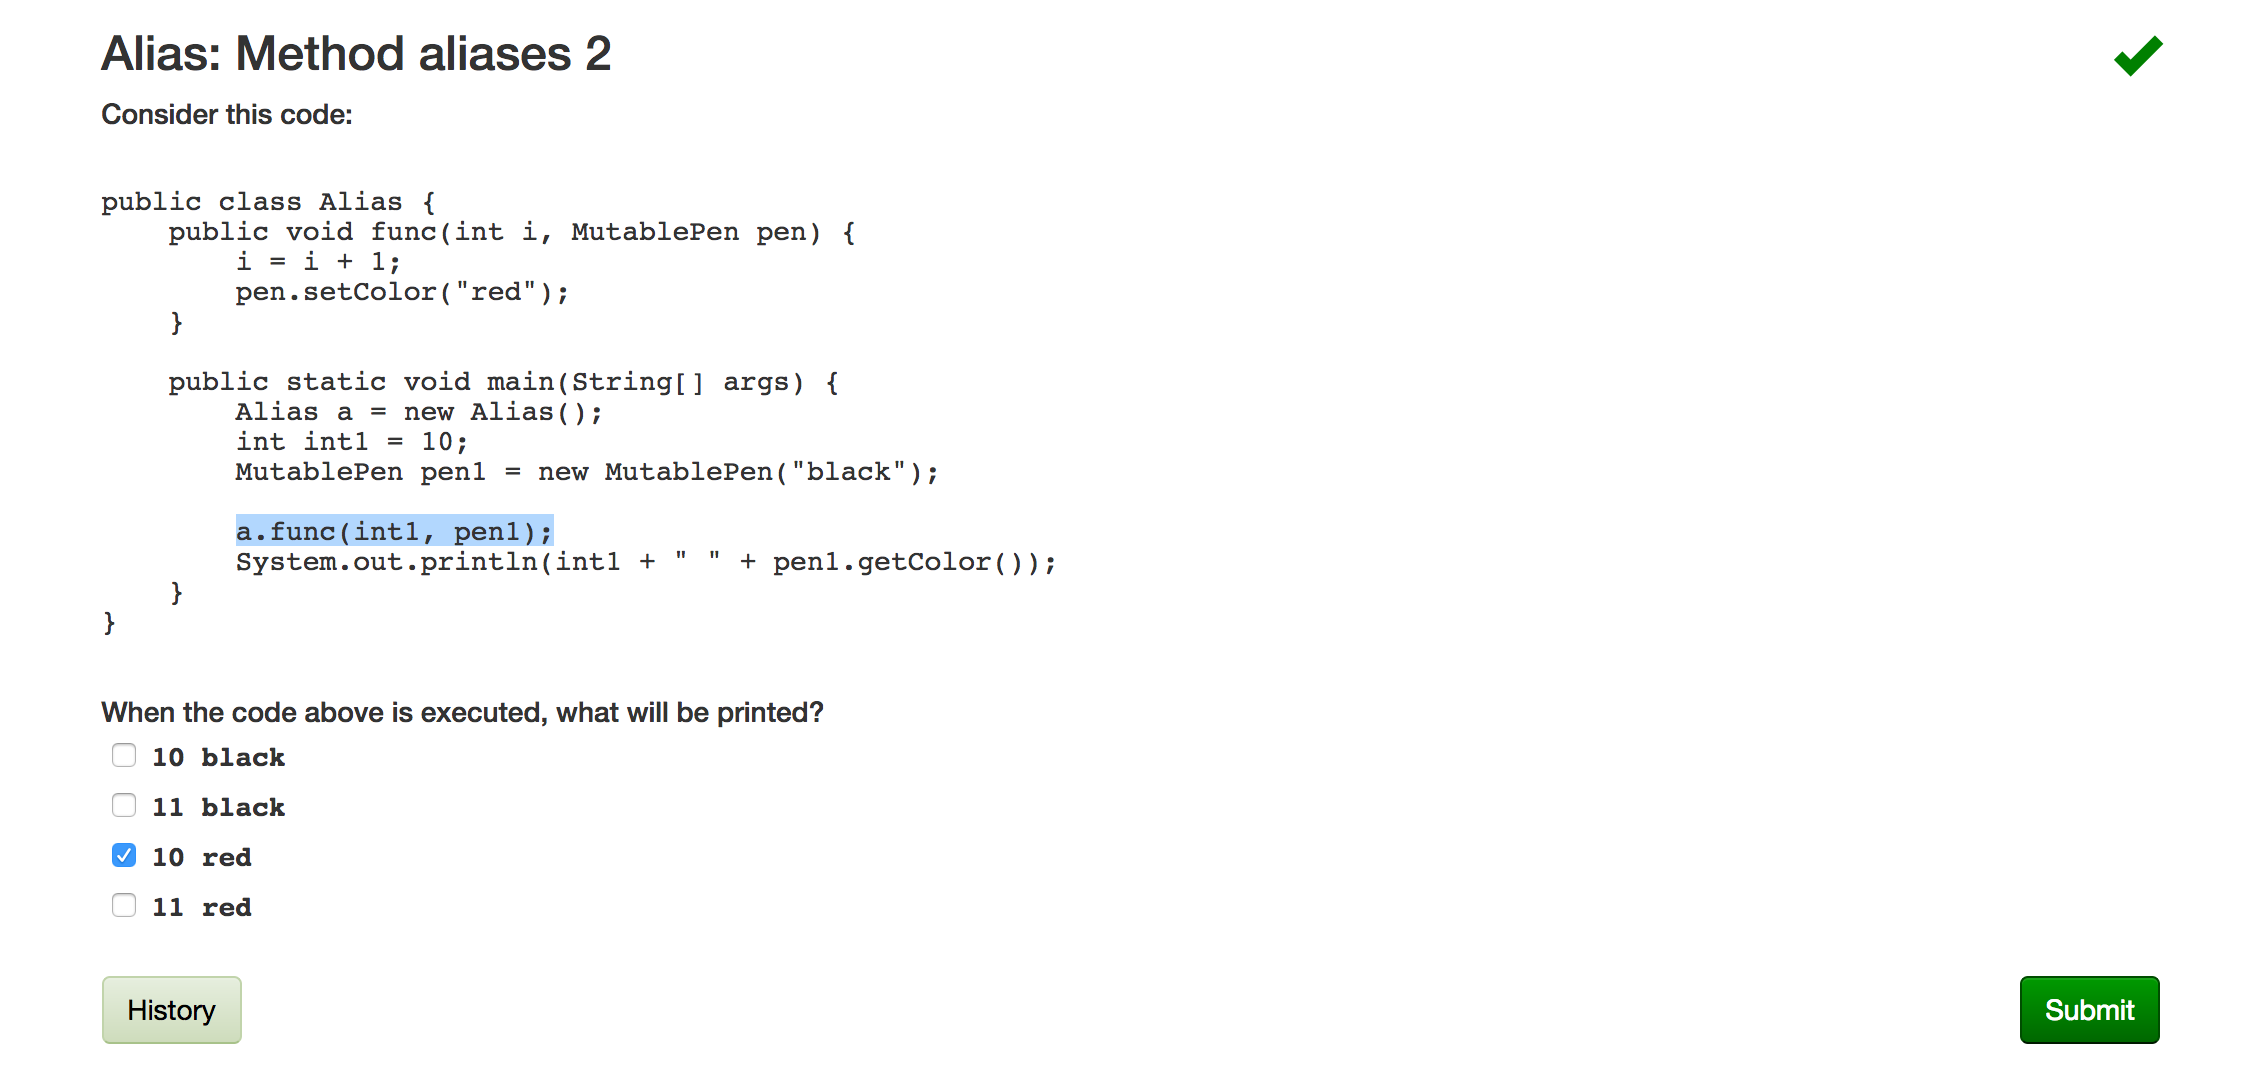 Alias: Method aliases 2
Consider this code:
public class Alias {
    public void func(int i, MutablePen pen) {
        i = i + 1;
        pen.setColor("red");
    }
    public static void main(String[] args) {
        Alias a = new Alias();
        int int1 = 10;
        MutablePen pen1 = new MutablePen("black");
        a.func(int1, pen1);
        System.out.println(int1 + " " + pen1.getColor());
    }
}
When the code above is executed, what will be printed?
10 black
11 black
10 red
11 red
History
Submit